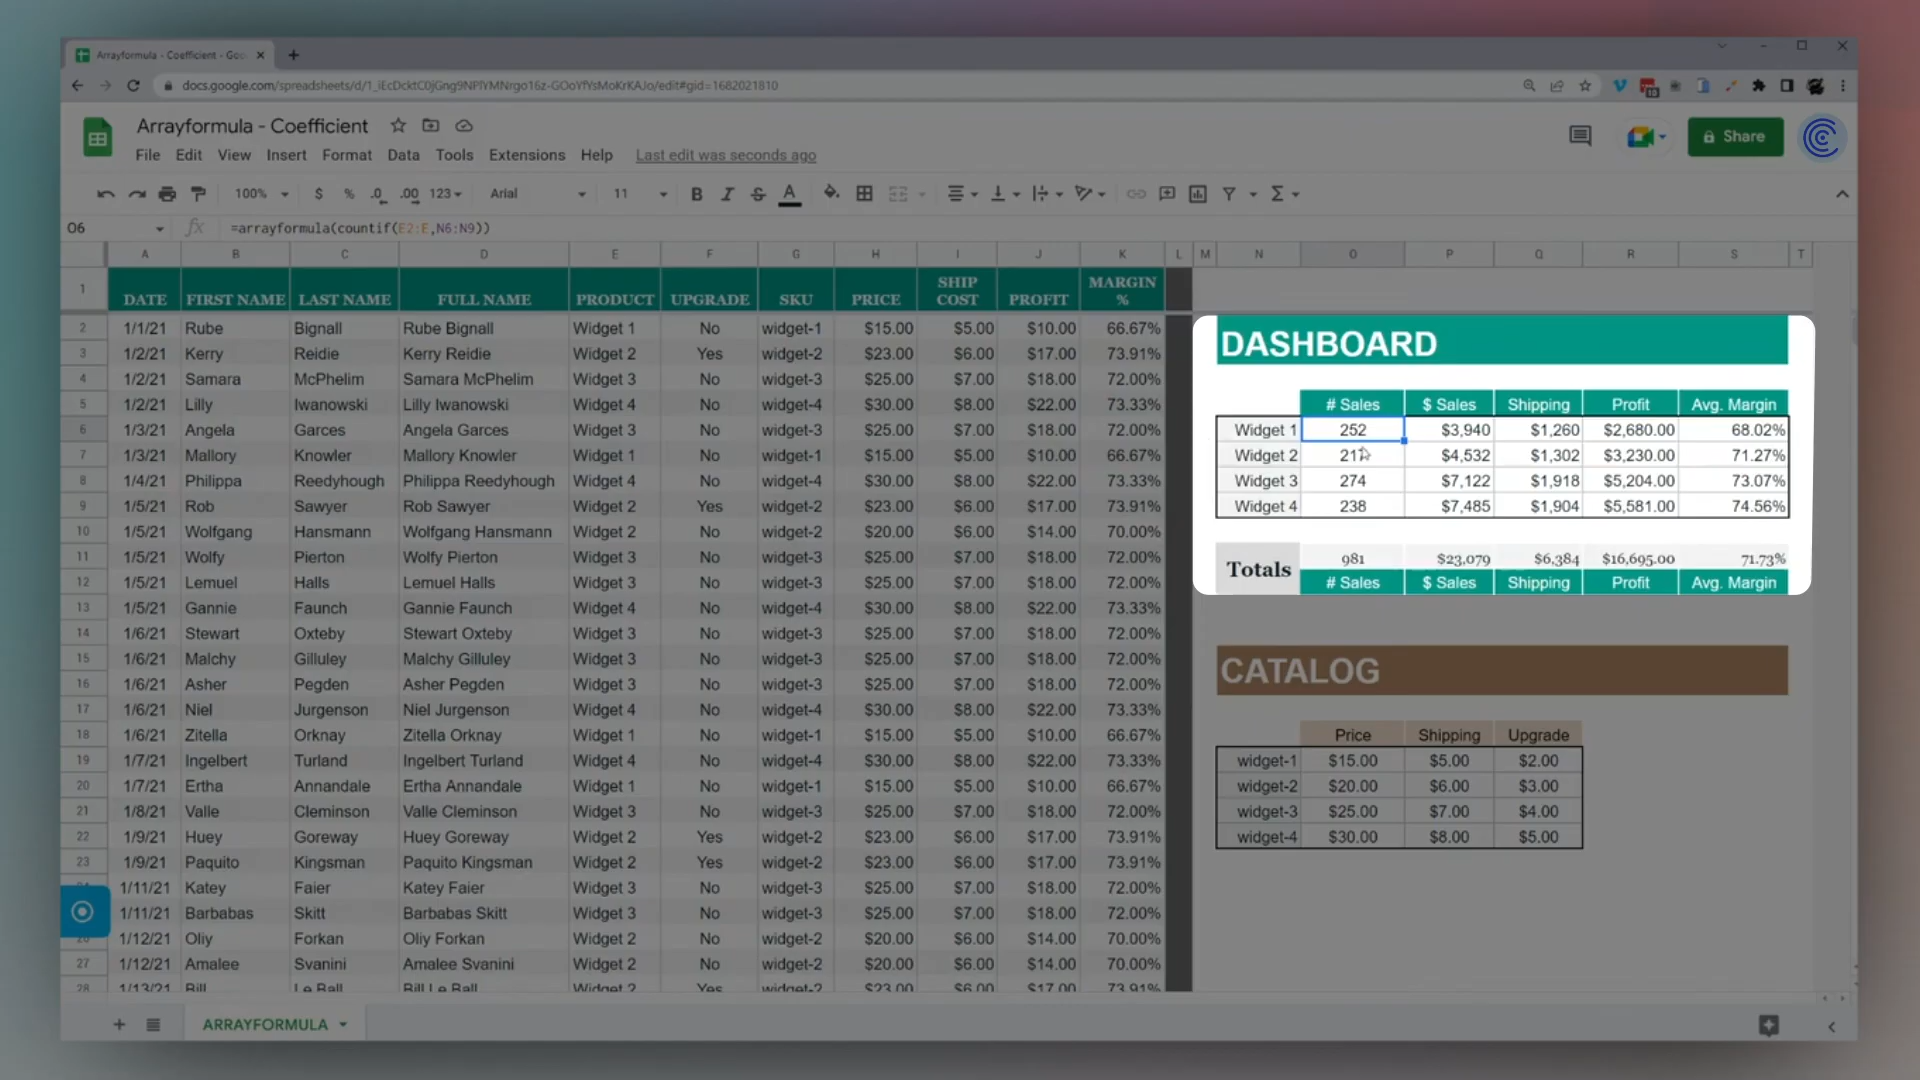 Arrayformula - Coefficient - Goo
docs.google.com/spreadsheets/d/1_iEcDcktC0jGng9NPlYMNrgo16z-GOoYfYsMoKrKAJo/edit#gid=1682021810
Arrayformula - Coefficient
Share
File Edit View Insert Format Data Tools Extensions Help Last edit was seconds ago
100% $ % .0 .00 123 Arial 11 B I S A Σ
O6 fx =arrayformula(countif(E2:E,N6:N9))
A B C D E F G H I J K L M N O P Q R S T
1 DATE FIRST NAME LAST NAME FULL NAME PRODUCT UPGRADE SKU PRICE SHIP COST PROFIT MARGIN %
2 1/1/21 Rube Bignall Rube Bignall Widget 1 No widget-1 $15.00 $5.00 $10.00 66.67%
3 1/2/21 Kerry Reidie Kerry Reidie Widget 2 Yes widget-2 $23.00 $6.00 $17.00 73.91%
4 1/2/21 Samara McPhelim Samara McPhelim Widget 3 No widget-3 $25.00 $7.00 $18.00 72.00%
5 1/2/21 Lilly Iwanowski Lilly Iwanowski Widget 4 No widget-4 $30.00 $8.00 $22.00 73.33%
6 1/3/21 Angela Garces Angela Garces Widget 3 No widget-3 $25.00 $7.00 $18.00 72.00%
7 1/3/21 Mallory Knowler Mallory Knowler Widget 1 No widget-1 $15.00 $5.00 $10.00 66.67%
8 1/4/21 Philippa Reedyhough Philippa Reedyhough Widget 4 No widget-4 $30.00 $8.00 $22.00 73.33%
9 1/5/21 Rob Sawyer Rob Sawyer Widget 2 Yes widget-2 $23.00 $6.00 $17.00 73.91%
10 1/5/21 Wolfgang Hansmann Wolfgang Hansmann Widget 2 No widget-2 $20.00 $6.00 $14.00 70.00%
11 1/5/21 Wolfy Pierton Wolfy Pierton Widget 3 No widget-3 $25.00 $7.00 $18.00 72.00%
12 1/5/21 Lemuel Halls Lemuel Halls Widget 3 No widget-3 $25.00 $7.00 $18.00 72.00%
13 1/5/21 Gannie Faunch Gannie Faunch Widget 4 No widget-4 $30.00 $8.00 $22.00 73.33%
14 1/6/21 Stewart Oxteby Stewart Oxteby Widget 3 No widget-3 $25.00 $7.00 $18.00 72.00%
15 1/6/21 Malchy Gilluley Malchy Gilluley Widget 3 No widget-3 $25.00 $7.00 $18.00 72.00%
16 1/6/21 Asher Pegden Asher Pegden Widget 3 No widget-3 $25.00 $7.00 $18.00 72.00%
17 1/6/21 Niel Jurgenson Niel Jurgenson Widget 4 No widget-4 $30.00 $8.00 $22.00 73.33%
18 1/6/21 Zitella Orknay Zitella Orknay Widget 1 No widget-1 $15.00 $5.00 $10.00 66.67%
19 1/7/21 Ingelbert Turland Ingelbert Turland Widget 4 No widget-4 $30.00 $8.00 $22.00 73.33%
20 1/7/21 Ertha Annandale Ertha Annandale Widget 1 No widget-1 $15.00 $5.00 $10.00 66.67%
21 1/8/21 Valle Cleminson Valle Cleminson Widget 3 No widget-3 $25.00 $7.00 $18.00 72.00%
22 1/9/21 Huey Goreway Huey Goreway Widget 2 Yes widget-2 $23.00 $6.00 $17.00 73.91%
23 1/9/21 Paquito Kingsman Paquito Kingsman Widget 2 Yes widget-2 $23.00 $6.00 $17.00 73.91%
1/11/21 Katey Faier Katey Faier Widget 3 No widget-3 $25.00 $7.00 $18.00 72.00%
1/11/21 Barbabas Skitt Barbabas Skitt Widget 3 No widget-3 $25.00 $7.00 $18.00 72.00%
1/12/21 Oliy Forkan Oliy Forkan Widget 2 No widget-2 $20.00 $6.00 $14.00 70.00%
27 1/12/21 Amalee Svanini Amalee Svanini Widget 2 No widget-2 $20.00 $6.00 $14.00 70.00%
28 1/13/21 Bill Le Ball Bill Le Ball Widget 2 Yes widget-2 $23.00 $6.00 $17.00 73.91%
DASHBOARD
# Sales $ Sales Shipping Profit Avg. Margin
Widget 1 252 $3,940 $1,260 $2,680.00 68.02%
Widget 2 217 $4,532 $1,302 $3,230.00 71.27%
Widget 3 274 $7,122 $1,918 $5,204.00 73.07%
Widget 4 238 $7,485 $1,904 $5,581.00 74.56%
Totals 981 $23,079 $6,384 $16,695.00 71.73%
# Sales $ Sales Shipping Profit Avg. Margin
CATALOG
Price Shipping Upgrade
widget-1 $15.00 $5.00 $2.00
widget-2 $20.00 $6.00 $3.00
widget-3 $25.00 $7.00 $4.00
widget-4 $30.00 $8.00 $5.00
ARRAYFORMULA